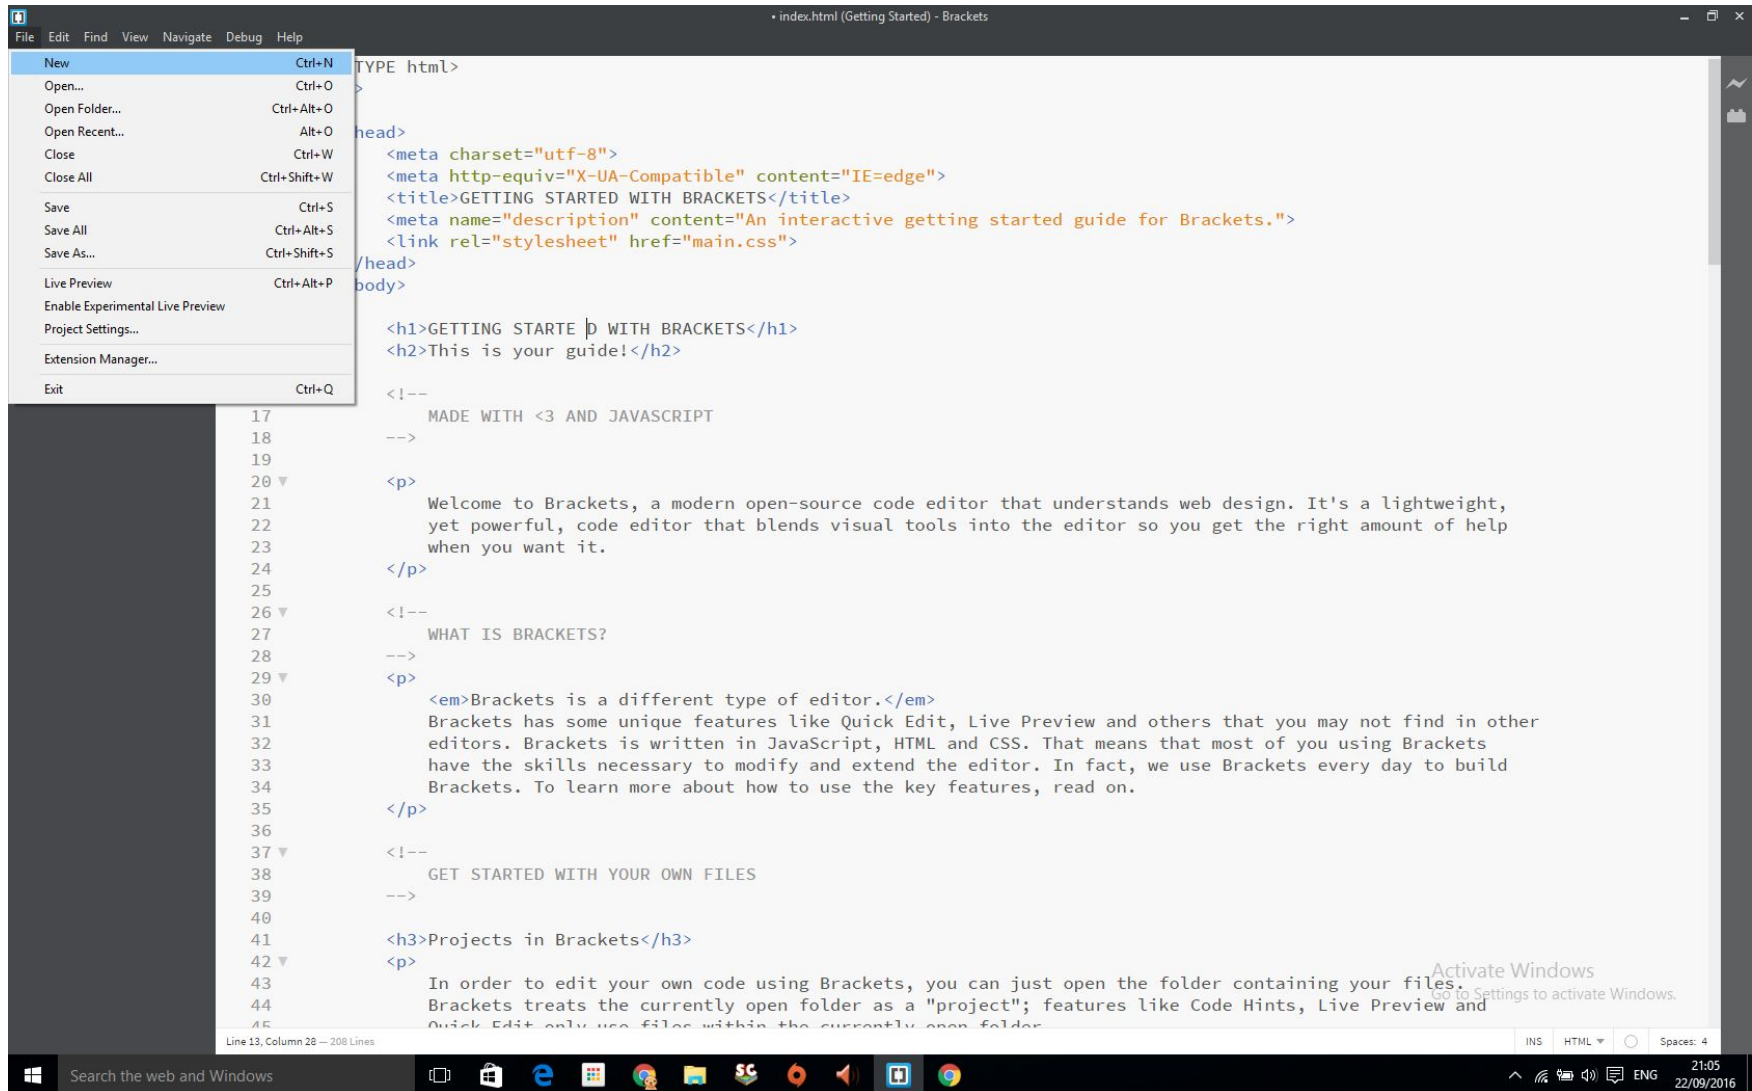 • index.html (Getting Started) - Brackets
File Edit Find View Navigate Debug Help
New Ctrl+N
Open... Ctrl+O
Open Folder... Ctrl+Alt+O
Open Recent... Alt+O
Close Ctrl+W
Close All Ctrl+Shift+W
Save Ctrl+S
Save All Ctrl+Alt+S
Save As... Ctrl+Shift+S
Live Preview Ctrl+Alt+P
Enable Experimental Live Preview
Project Settings...
Extension Manager...
Exit Ctrl+Q
TYPE html>
>
head>
<meta charset="utf-8">
<meta http-equiv="X-UA-Compatible" content="IE=edge">
<title>GETTING STARTED WITH BRACKETS</title>
<meta name="description" content="An interactive getting started guide for Brackets.">
<link rel="stylesheet" href="main.css">
/head>
body>
<h1>GETTING STARTE D WITH BRACKETS</h1>
<h2>This is your guide!</h2>
<!--
17 MADE WITH <3 AND JAVASCRIPT
18 -->
19
20 <p>
21 Welcome to Brackets, a modern open-source code editor that understands web design. It's a lightweight,
22 yet powerful, code editor that blends visual tools into the editor so you get the right amount of help
23 when you want it.
24 </p>
25
26 <!--
27 WHAT IS BRACKETS?
28 -->
29 <p>
30 <em>Brackets is a different type of editor.</em>
31 Brackets has some unique features like Quick Edit, Live Preview and others that you may not find in other
32 editors. Brackets is written in JavaScript, HTML and CSS. That means that most of you using Brackets
33 have the skills necessary to modify and extend the editor. In fact, we use Brackets every day to build
34 Brackets. To learn more about how to use the key features, read on.
35 </p>
36
37 <!--
38 GET STARTED WITH YOUR OWN FILES
39 -->
40
41 <h3>Projects in Brackets</h3>
42 <p>
43 In order to edit your own code using Brackets, you can just open the folder containing your files.
44 Brackets treats the currently open folder as a "project"; features like Code Hints, Live Preview and
45 Quick Edit only use files within the currently open folder.
Activate Windows
Go to Settings to activate Windows.
Line 13, Column 28 — 208 Lines
INS HTML Spaces: 4
Search the web and Windows
SC
ENG
21:05
22/09/2016